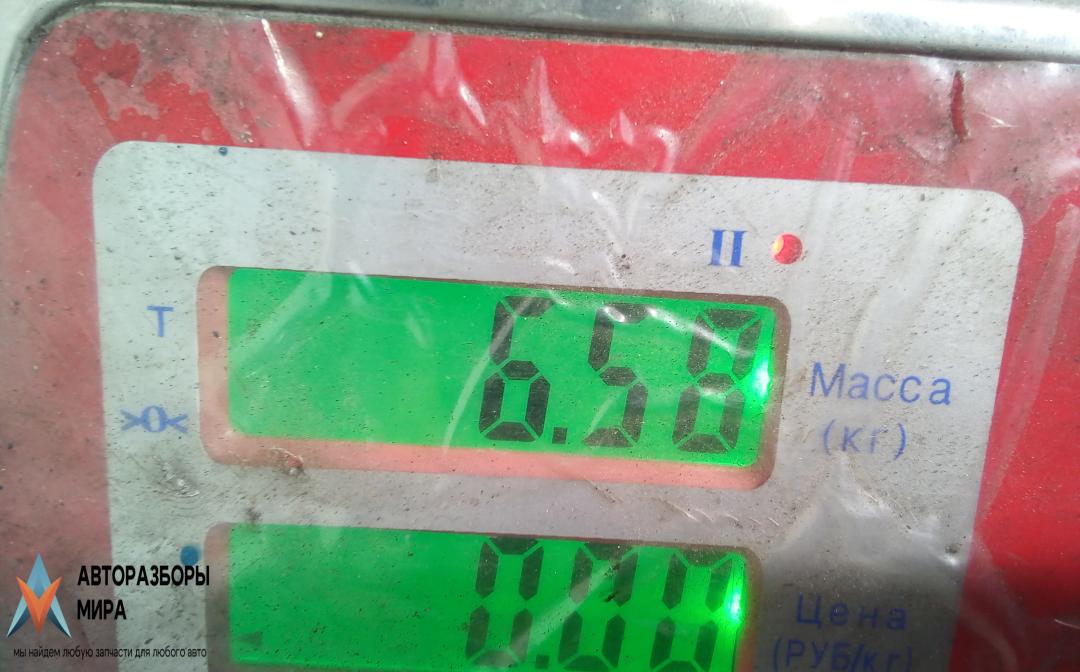 II
T
6.58
Масса
>0<
(кг)
0.00
Цена
(РУБ/кг)
АВТОРАЗБОРЫ
МИРА
мы найдем любую запчасти для любого авто